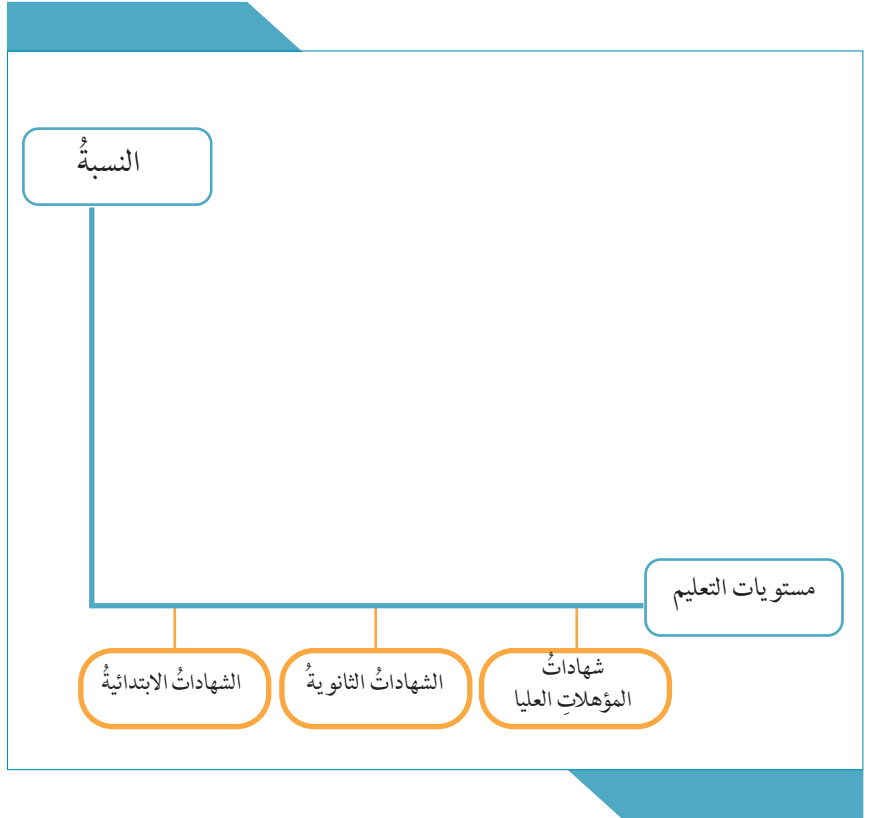 النسبةُ
مستويات التعليم
شهاداتُ
المؤهلاتِ العليا
الشهاداتُ الثانويةُ
الشهاداتُ الابتدائيةُ